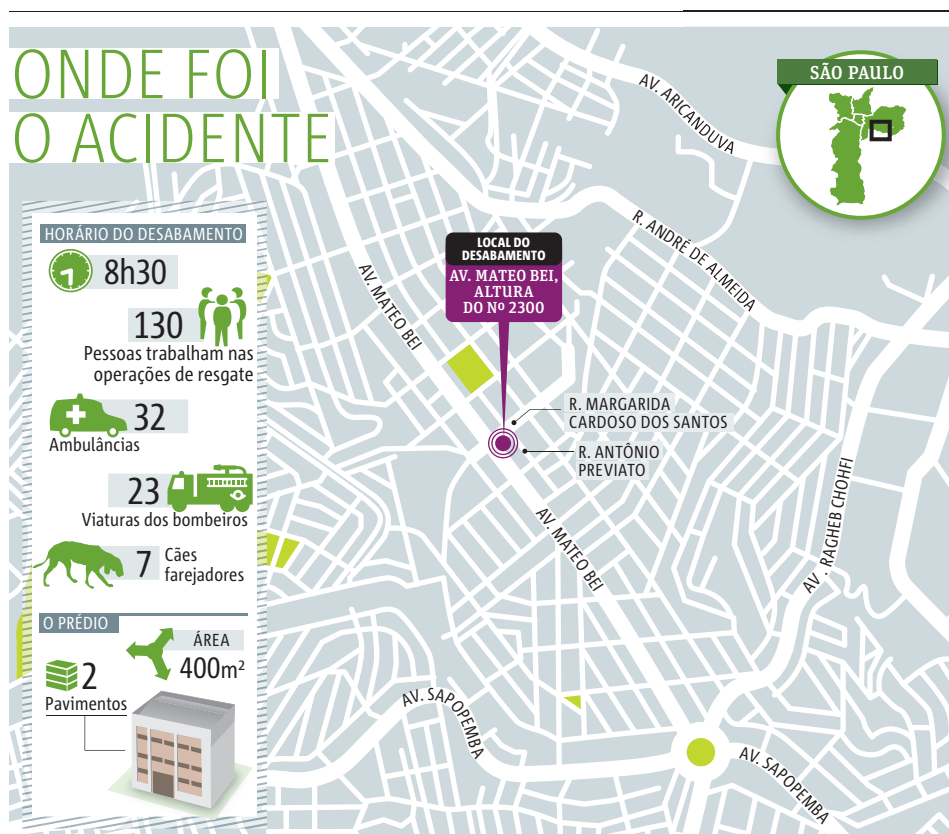 ONDE FOI
O ACIDENTE
HORÁRIO DO DESABAMENTO
8h30
130
Pessoas trabalham nas
operações de resgate
32
Ambulâncias
23
Viaturas dos bombeiros
7
Cães
farejadores
O PRÉDIO
ÁREA
400m²
2
Pavimentos
SÃO PAULO
AV. ARICANDUVA
R. ANDRÉ DE ALMEIDA
LOCAL DO
DESABAMENTO
AV. MATEO BEI,
ALTURA
DO Nº 2300
AV. MATEO BEI
R. MARGARIDA
CARDOSO DOS SANTOS
R. ANTÔNIO
PREVIATO
AV. MATEO BEI
AV . RAGHEB CHOHFI
AV. SAPOPEMBA
AV. SAPOPEMBA